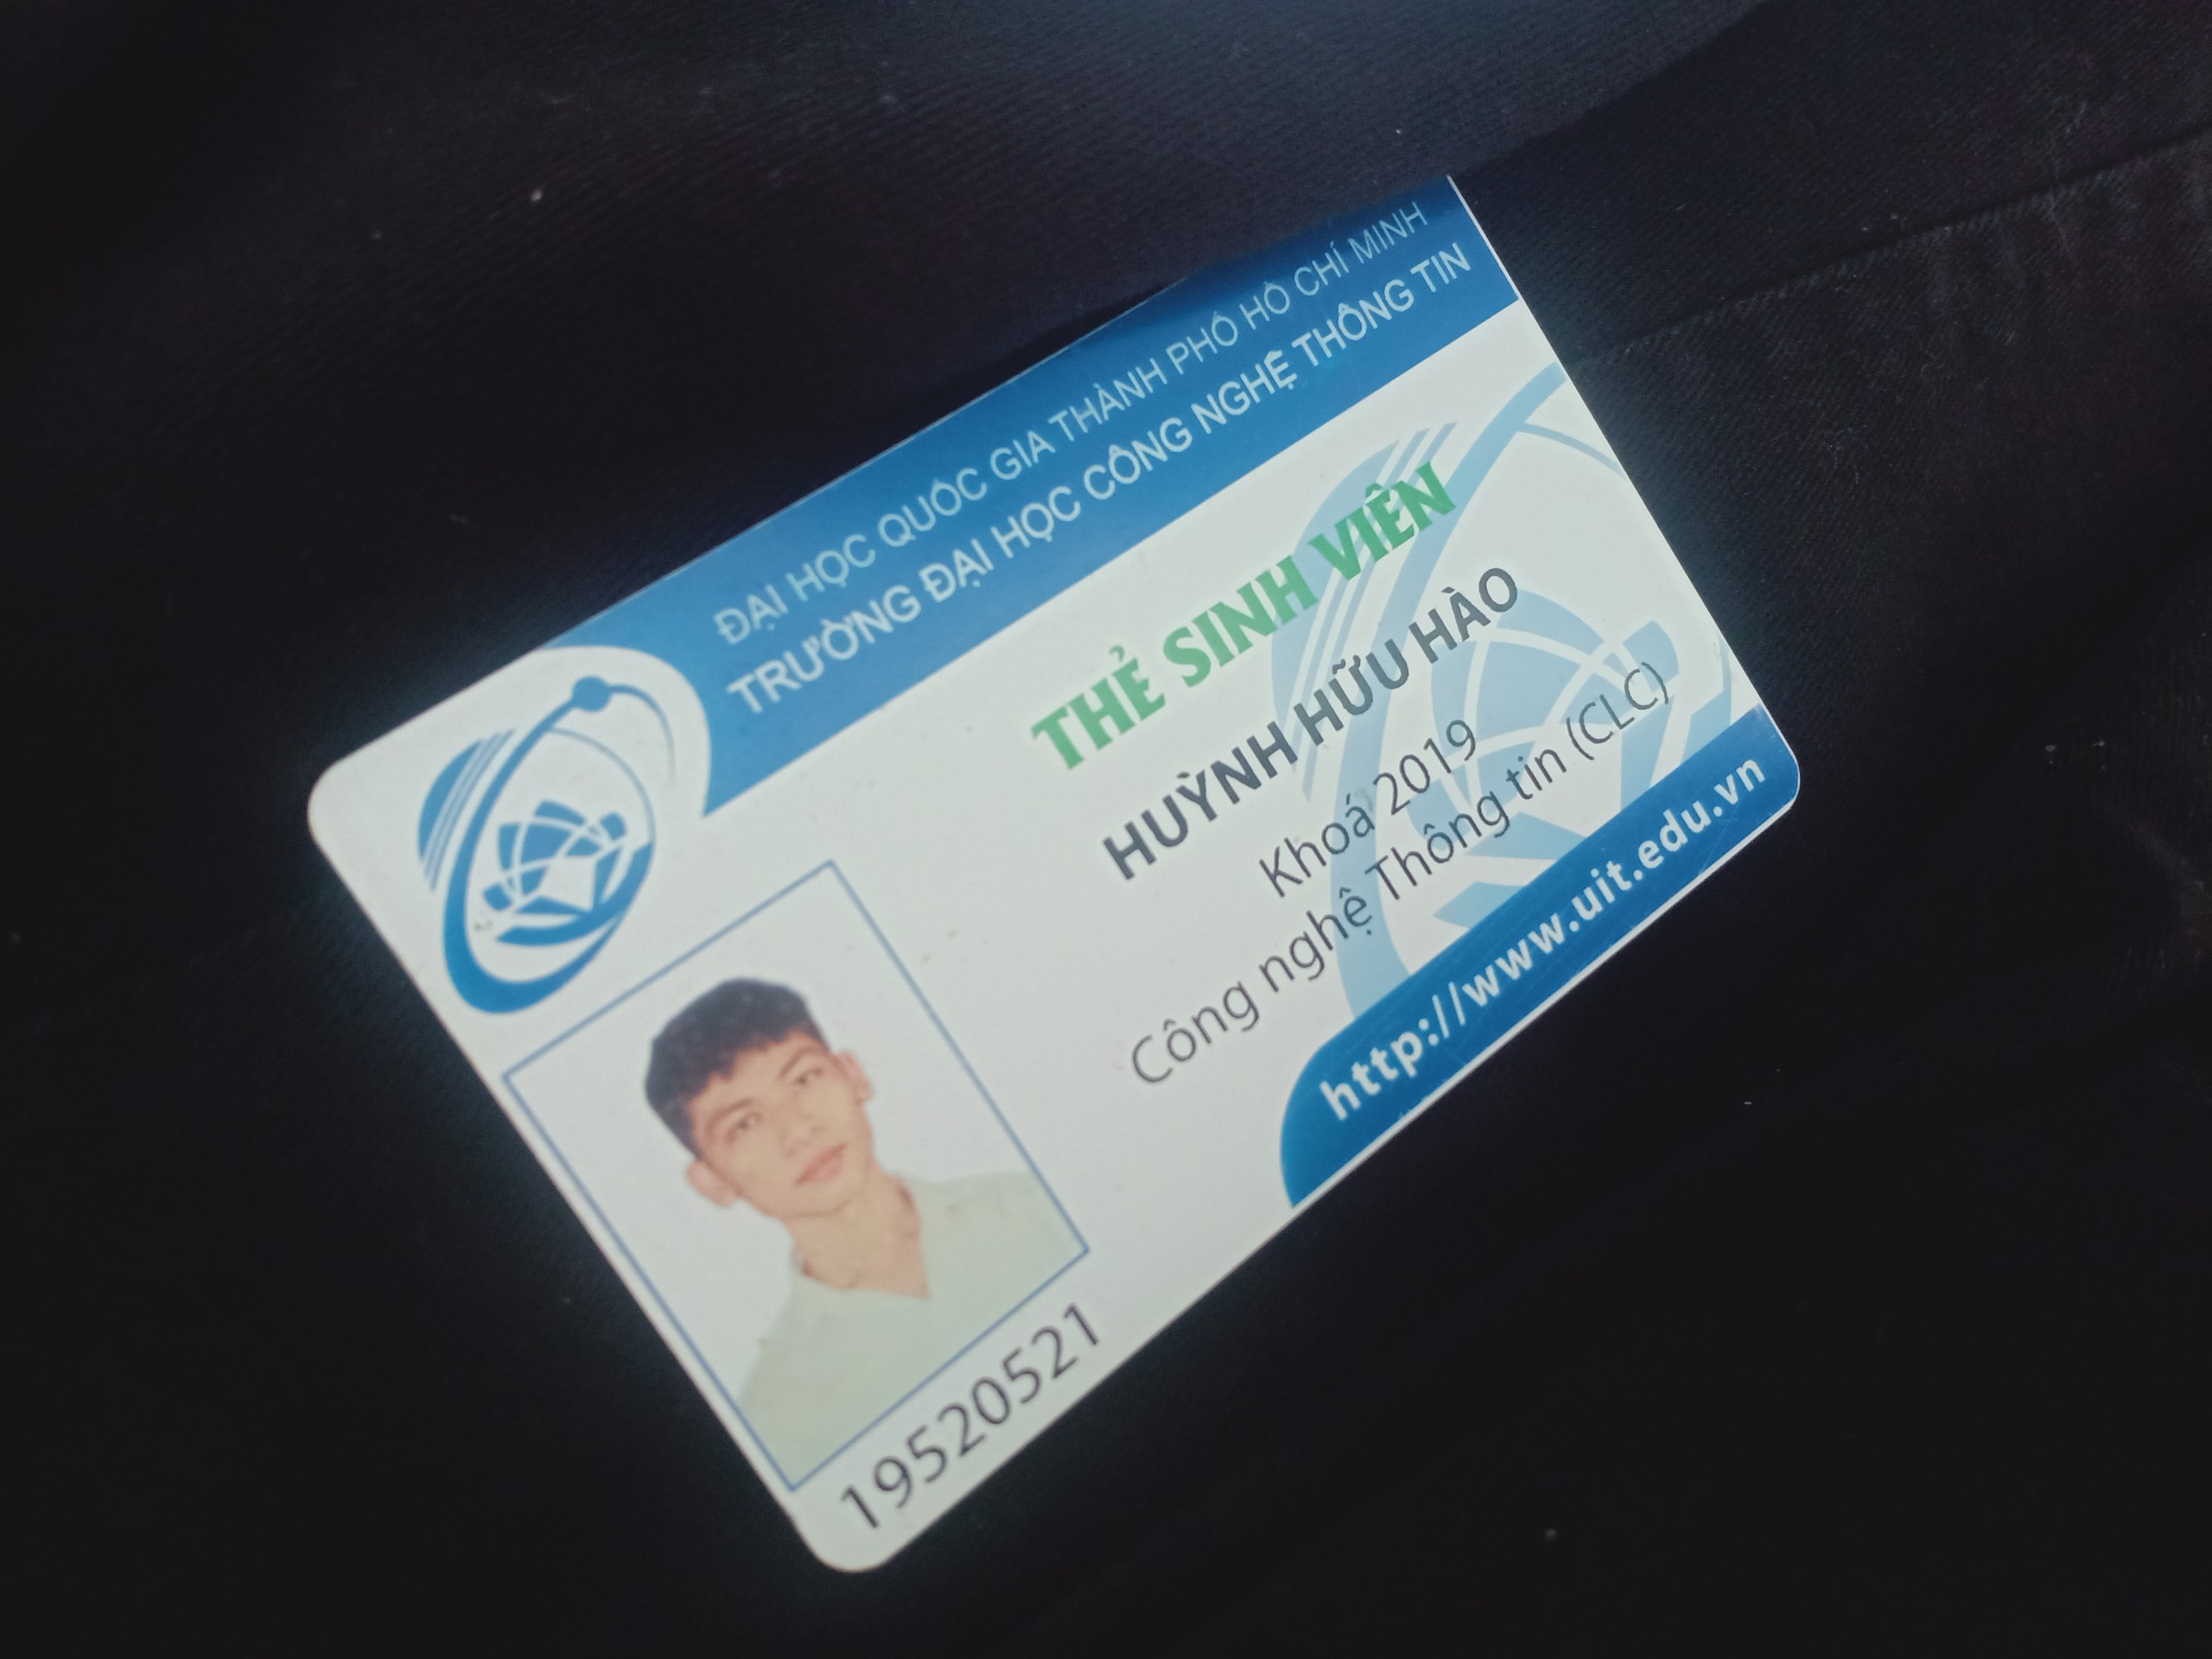 ĐẠI HỌC QUỐC GIA THÀNH PHỐ HỒ CHÍ MINH
TRƯỜNG ĐẠI HỌC CÔNG NGHỆ THÔNG TIN
THẺ SINH VIÊN
HUỲNH HỮU HÀO
Khoá 2019
Công nghệ Thông tin (CLC)
http://www.uit.edu.vn
19520521